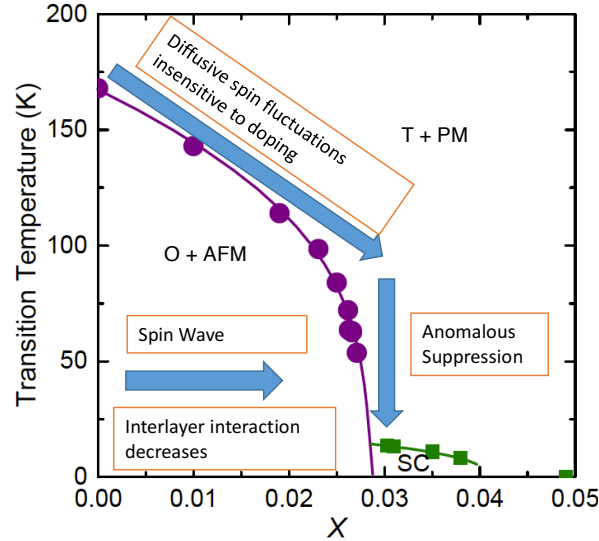 200
150
100
50
0
Transition Temperature (K)
Diffusive spin fluctuations
insensitive to doping
T + PM
O + AFM
Spin Wave
Interlayer interaction
decreases
Anomalous
Suppression
SC
0.00 0.01 0.02 0.03 0.04 0.05
X